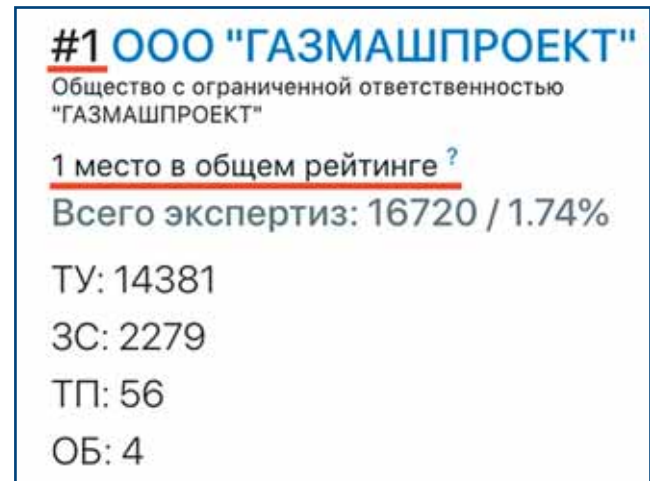 #1 ООО "ГАЗМАШПРОЕКТ"
Общество с ограниченной ответственностью
"ГАЗМАШПРОЕКТ"
1 место в общем рейтинге ?
Всего экспертиз: 16720 / 1.74%
ТУ: 14381
ЗС: 2279
ТП: 56
ОБ: 4